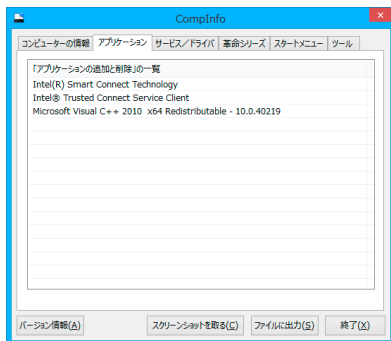 CompInfo
コンピューターの情報 アプリケーション サービス／ドライバ 革命シリーズ スタートメニュー ツール
「アプリケーションの追加と削除」の一覧
Intel(R) Smart Connect Technology
Intel® Trusted Connect Service Client
Microsoft Visual C++ 2010  x64 Redistributable - 10.0.40219
バージョン情報(A) スクリーンショットを取る(C) ファイルに出力(S) 終了(X)